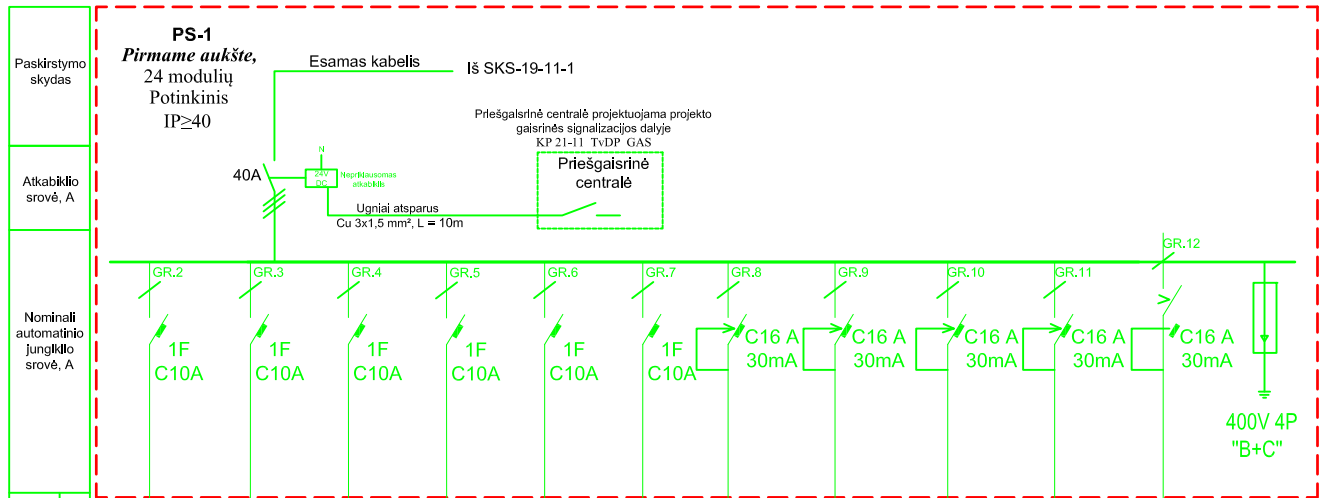 Paskirstymo
skydas
PS-1
Pirmame aukšte,
24 modulių
Potinkinis
IP≥40
Esamas kabelis
Iš SKS-19-11-1
Priešgaisrinė centralė projektuojama projekto
gaisrinės signalizacijos dalyje
KP 21-11 TvDP GAS
Priešgaisrinė
centralė
Atkabiklio
srovė, A
40A
N
24V
DC
Nepriklausomas
atkabiklis
Ugniai atsparus
Cu 3x1,5 mm², L = 10m
Nominali
automatinio
jungiklio
srovė, A
GR.2
GR.3
GR.4
GR.5
GR.6
GR.7
GR.8
GR.9
GR.10
GR.11
GR.12
1F
C10A
1F
C10A
1F
C10A
1F
C10A
1F
C10A
1F
C10A
C16 A
30mA
C16 A
30mA
C16 A
30mA
C16 A
30mA
C16 A
30mA
400V 4P
"B+C"